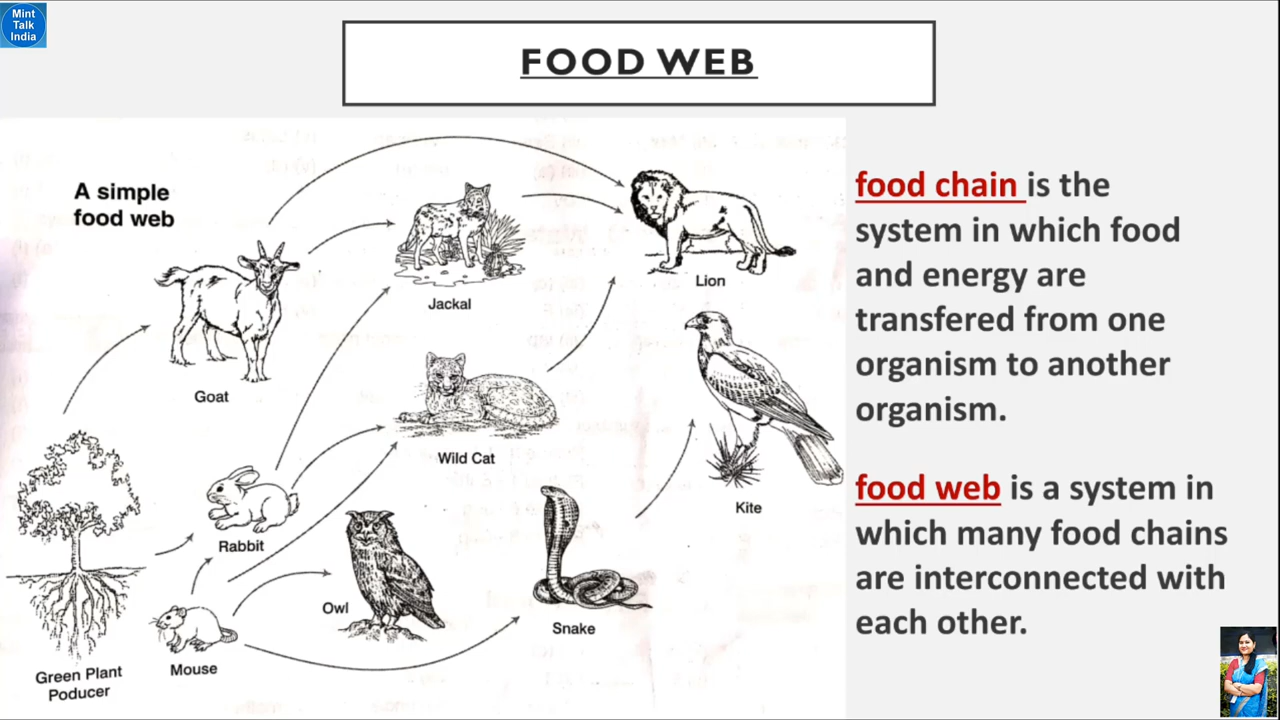 Mint
Talk
India
FOOD WEB
A simple
food web
Goat
Jackal
Lion
Wild Cat
Kite
Rabbit
Owl
Snake
Mouse
Green Plant
Poducer
food chain is the
system in which food
and energy are
transfered from one
organism to another
organism.
food web is a system in
which many food chains
are interconnected with
each other.